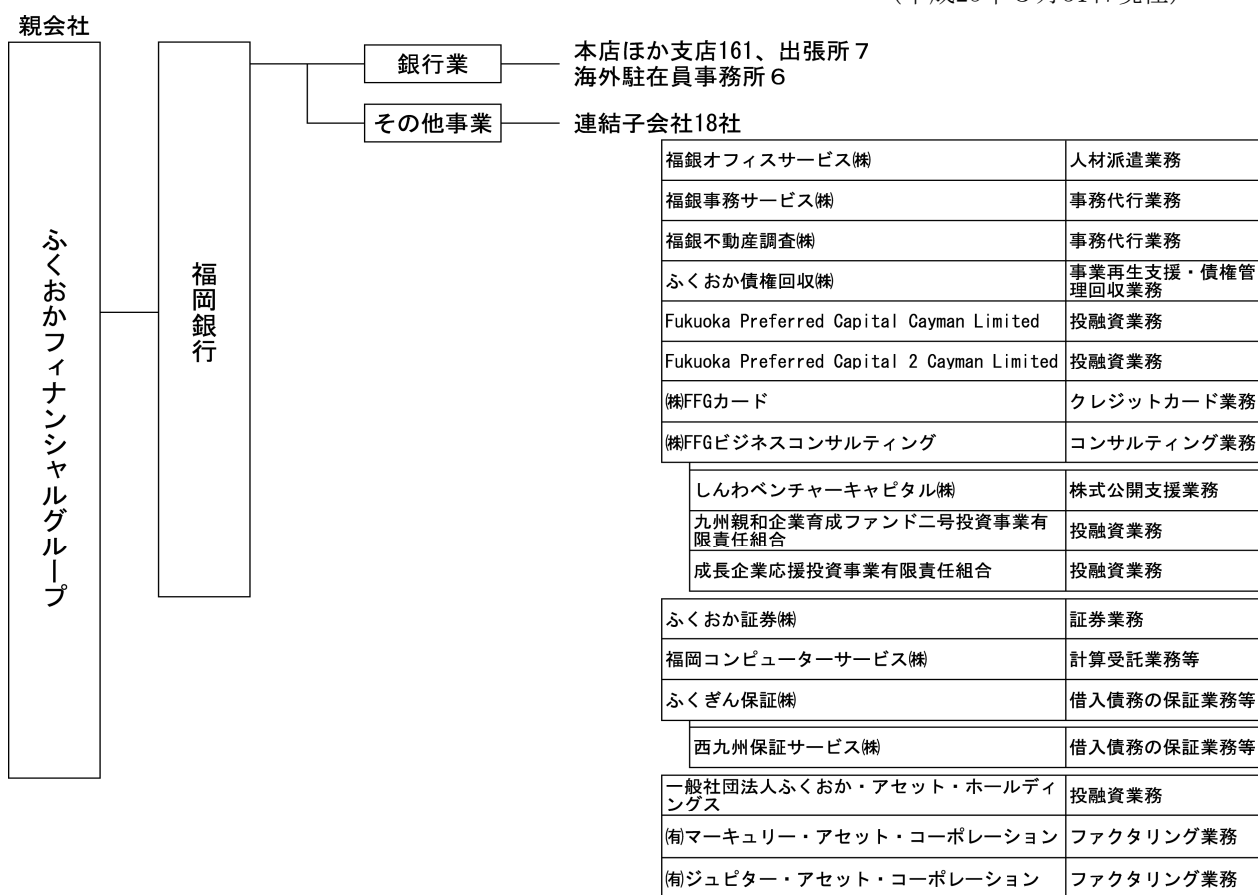 親会社
ふくおかフィナンシャルグループ
福岡銀行
銀行業
本店ほか支店161、出張所７
海外駐在員事務所６
その他事業
連結子会社18社
福銀オフィスサービス㈱ 人材派遣業務
福銀事務サービス㈱ 事務代行業務
福銀不動産調査㈱ 事務代行業務
ふくおか債権回収㈱ 事業再生支援・債権管
理回収業務
Fukuoka Preferred Capital Cayman Limited 投融資業務
Fukuoka Preferred Capital 2 Cayman Limited 投融資業務
㈱FFGカード クレジットカード業務
㈱FFGビジネスコンサルティング コンサルティング業務
しんわベンチャーキャピタル㈱ 株式公開支援業務
九州親和企業育成ファンド二号投資事業有
限責任組合 投融資業務
成長企業応援投資事業有限責任組合 投融資業務
ふくおか証券㈱ 証券業務
福岡コンピューターサービス㈱ 計算受託業務等
ふくぎん保証㈱ 借入債務の保証業務等
西九州保証サービス㈱ 借入債務の保証業務等
一般社団法人ふくおか・アセット・ホールディ
ングス 投融資業務
㈲マーキュリー・アセット・コーポレーション ファクタリング業務
㈲ジュピター・アセット・コーポレーション ファクタリング業務